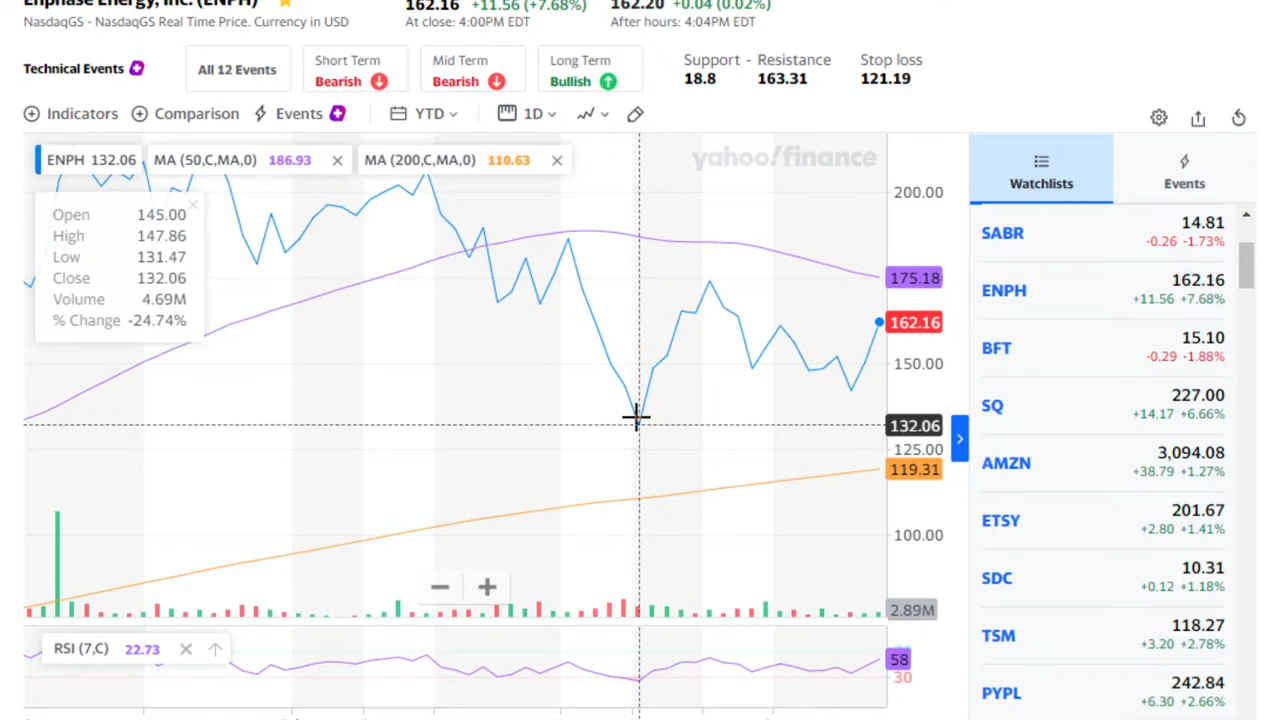 Enphase Energy, Inc. (ENPH)
162.16 +11.56 (+7.68%)
162.20 +0.04 (0.02%)
NasdaqGS - NasdaqGS Real Time Price. Currency in USD
At close: 4:00PM EDT
After hours: 4:04PM EDT
Technical Events
All 12 Events
Short Term
Bearish
Mid Term
Bearish
Long Term
Bullish
Support - Resistance
18.8 163.31
Stop loss
121.19
Indicators
Comparison
Events
YTD
1D
ENPH 132.06
MA (50,C,MA,0) 186.93
MA (200,C,MA,0) 110.63
yahoo!finance
Open 145.00
High 147.86
Low 131.47
Close 132.06
Volume 4.69M
% Change -24.74%
200.00
175.18
162.16
150.00
132.06
125.00
119.31
100.00
2.89M
RSI (7,C) 22.73
58
30
Watchlists
Events
SABR 14.81
-0.26 -1.73%
ENPH 162.16
+11.56 +7.68%
BFT 15.10
-0.29 -1.88%
SQ 227.00
+14.17 +6.66%
AMZN 3,094.08
+38.79 +1.27%
ETSY 201.67
+2.80 +1.41%
SDC 10.31
+0.12 +1.18%
TSM 118.27
+3.20 +2.78%
PYPL 242.84
+6.30 +2.66%